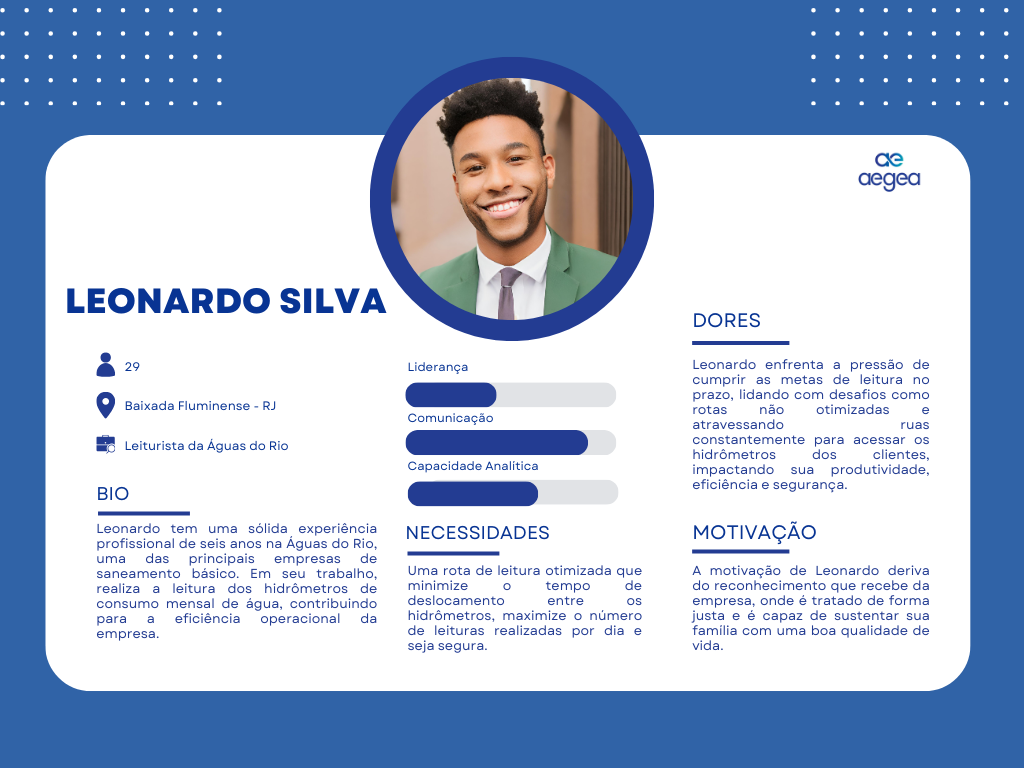 ae
aegea
LEONARDO SILVA
29
Baixada Fluminense - RJ
Leiturista da Águas do Rio
BIO
Leonardo tem uma sólida experiência
profissional de seis anos na Águas do Rio,
uma das principais empresas de
saneamento básico. Em seu trabalho,
realiza a leitura dos hidrômetros de
consumo mensal de água, contribuindo
para a eficiência operacional da
empresa.
Liderança
Comunicação
Capacidade Analítica
NECESSIDADES
Uma rota de leitura otimizada que
minimize o tempo de
deslocamento entre os
hidrômetros, maximize o número
de leituras realizadas por dia e
seja segura.
DORES
Leonardo enfrenta a pressão de
cumprir as metas de leitura no
prazo, lidando com desafios como
rotas não otimizadas e
atravessando ruas
constantemente para acessar os
hidrômetros dos clientes,
impactando sua produtividade,
eficiência e segurança.
MOTIVAÇÃO
A motivação de Leonardo deriva
do reconhecimento que recebe da
empresa, onde é tratado de forma
justa e é capaz de sustentar sua
família com uma boa qualidade de
vida.